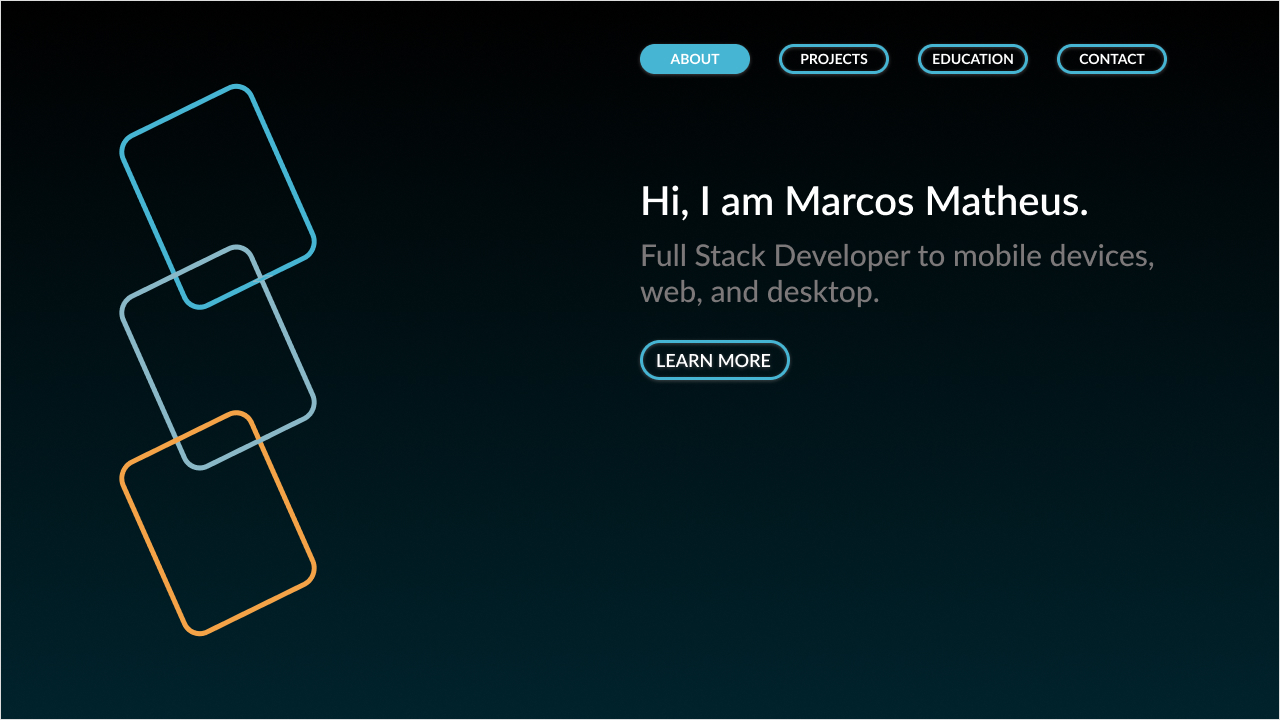 ABOUT PROJECTS EDUCATION CONTACT
Hi, I am Marcos Matheus.
Full Stack Developer to mobile devices,
web, and desktop.
LEARN MORE